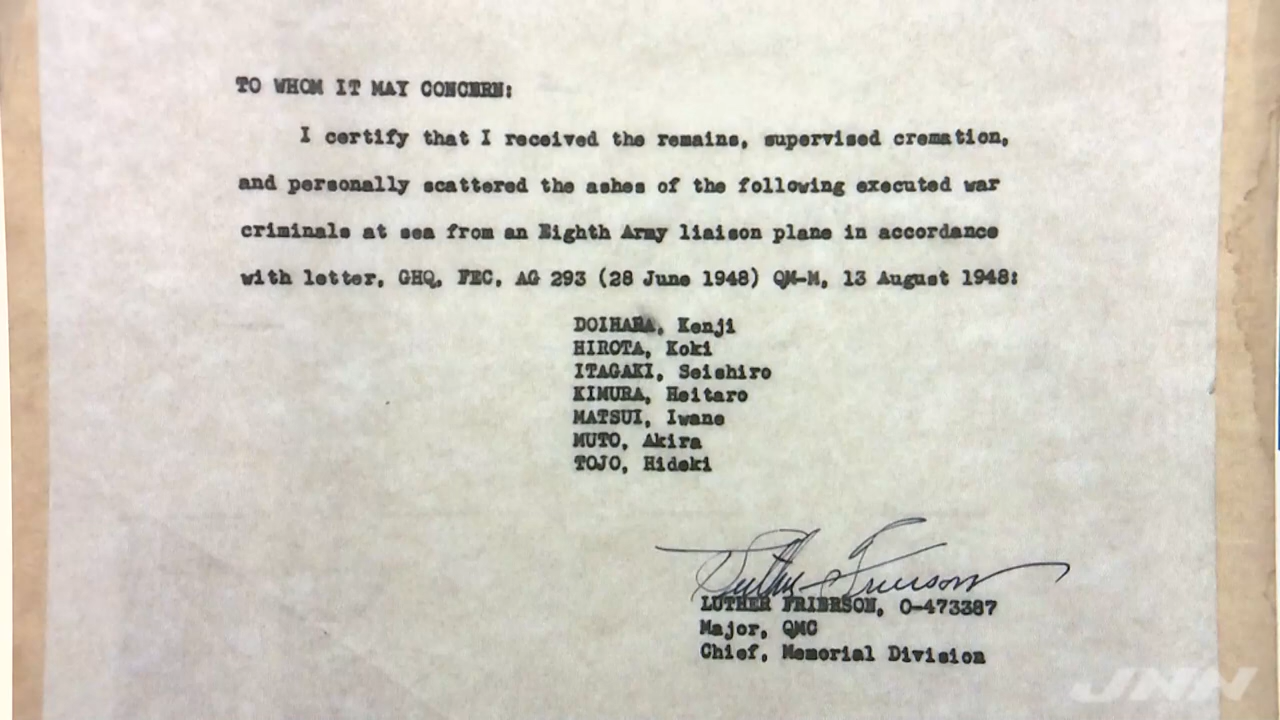 TO WHOM IT MAY CONCERN:
I certify that I received the remains, supervised cremation,
and personally scattered the ashes of the following executed war
criminals at sea from an Eighth Army liaison plane in accordance
with letter, GHQ, FEC, AG 293 (28 June 1948) QM-M, 13 August 1948:
DOIHARA, Kenji
HIROTA, Koki
ITAGAKI, Seishiro
KIMURA, Heitaro
MATSUI, Iwane
MUTO, Akira
TOJO, Hideki
Luther Frierson
LUTHER FRIERSON, O-473387
Major, QMC
Chief, Memorial Division
JNN